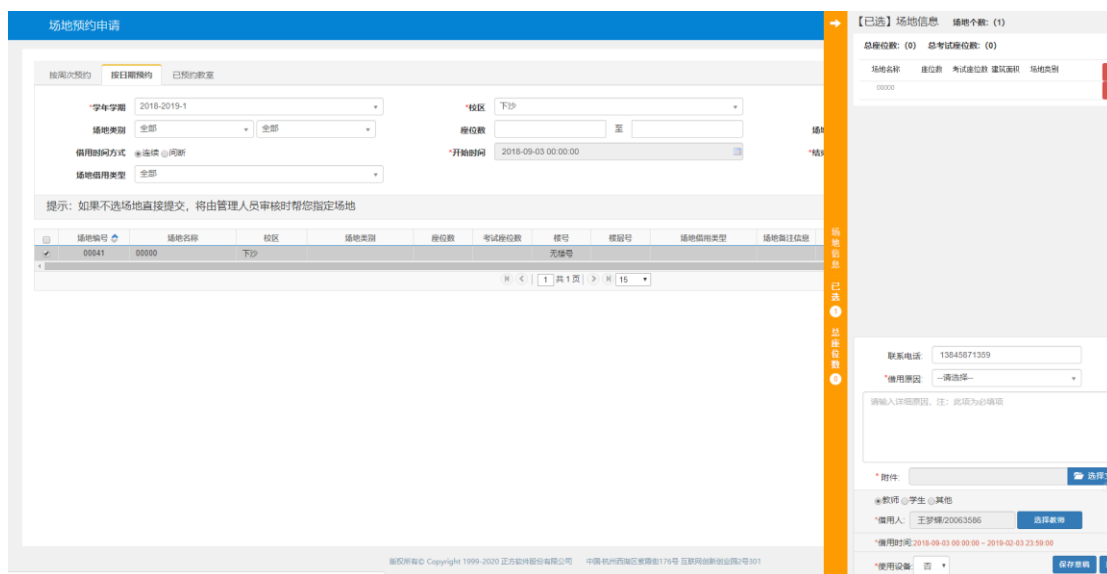 场地预约申请
按周次预约 按日期预约 已预约教室
*学年学期 2018-2019-1 *校区 下沙
场地类别 全部 全部 座位数 至
借用时间方式 连续 间断 *开始时间 2018-09-03 00:00:00
场地借用类型 全部
提示：如果不选场地直接提交，将由管理人员审核时帮您指定场地
场地编号 场地名称 校区 场地类别 座位数 考试座位数 楼号 楼层号 场地借用类型 场地备注信息
00041 00000 下沙 无楼号
1 共1页 15
版权所有© Copyright 1999-2020 正方软件股份有限公司 中国·杭州西湖区紫霞街176号 互联网创新创业园2号301
场地信息 已选 1 总座位数 0
【已选】场地信息 场地个数: (1)
总座位数: (0) 总考试座位数: (0)
场地名称 座位数 考试座位数 建筑面积 场地类别
00000
联系电话: 13845871359
*借用原因: --请选择--
请输入详细原因，注：此项为必填项
*附件: 选择
教师 学生 其他
*借用人: 王梦蝶/20063586 选择教师
*借用时间: 2018-09-03 00:00:00 ~ 2019-02-03 23:59:00
*使用设备: 否 保存草稿